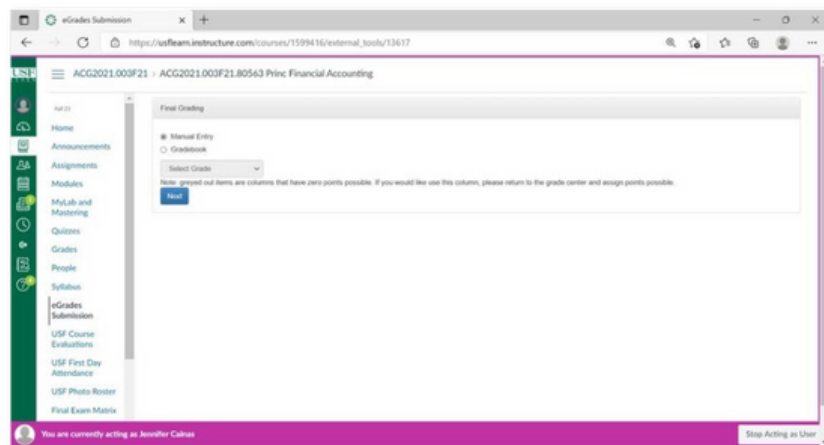 eGrades Submission
https://usflearn.instructure.com/courses/1599416/external_tools/13617
USF
ACG2021.003F21 › ACG2021.003F21.80563 Princ Financial Accounting
Final Grading
Home
Manual Entry
Gradebook
Announcements
Assignments
Select Grade
Note: greyed out items are columns that have zero points possible. If you would like use this column, please return to the grade center and assign points possible.
Modules
Next
MyLab and
Mastering
Quizzes
Grades
People
Syllabus
eGrades
Submission
USF Course
Evaluations
USF First Day
Attendance
USF Photo Roster
Final Exam Matrix
You are currently acting as Jennifer Cainas
Stop Acting as User